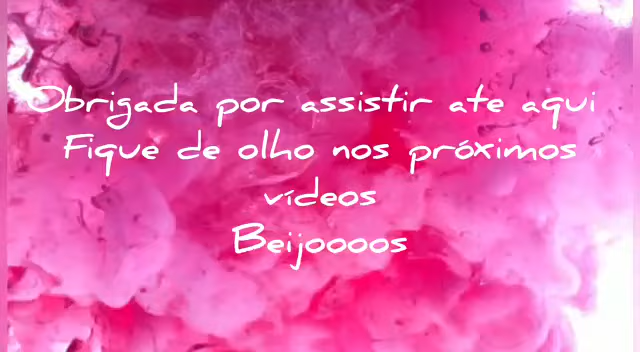 Obrigada por assistir ate aqui
Fique de olho nos próximos
vídeos
Beijoooos